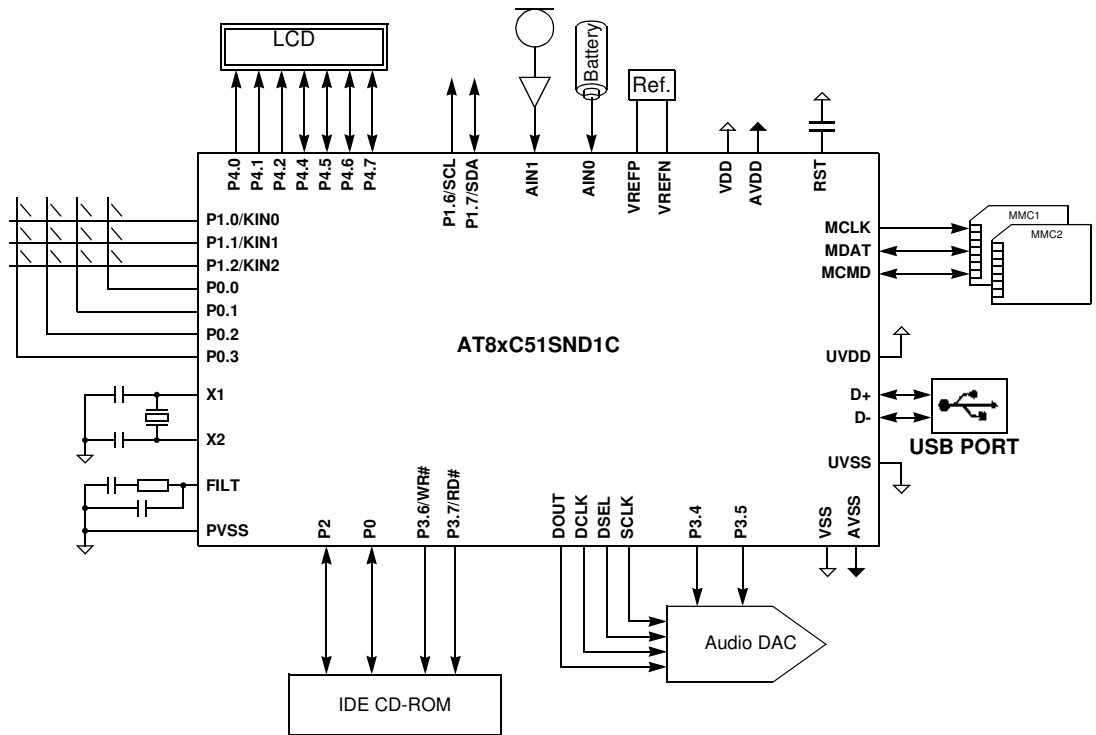 LCD
Battery
Ref.
P4.0
P4.1
P4.2
P4.4
P4.5
P4.6
P4.7
P1.6/SCL
P1.7/SDA
AIN1
AIN0
VREFP
VREFN
VDD
AVDD
RST
P1.0/KIN0
P1.1/KIN1
P1.2/KIN2
P0.0
P0.1
P0.2
P0.3
X1
X2
FILT
PVSS
AT8xC51SND1C
MCLK
MDAT
MCMD
MMC1
MMC2
UVDD
D+
D-
USB PORT
UVSS
P2
P0
P3.6/WR#
P3.7/RD#
DOUT
DCLK
DSEL
SCLK
P3.4
P3.5
VSS
AVSS
Audio DAC
IDE CD-ROM